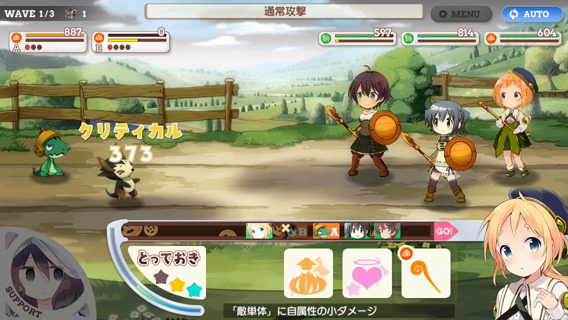 WAVE 1/3 1
通常攻撃
MENU
AUTO
887
A
0
B
597
814
604
クリティカル
373
B
A
GO!
とっておき
SUPPORT
「敵単体」に自属性の小ダメージ